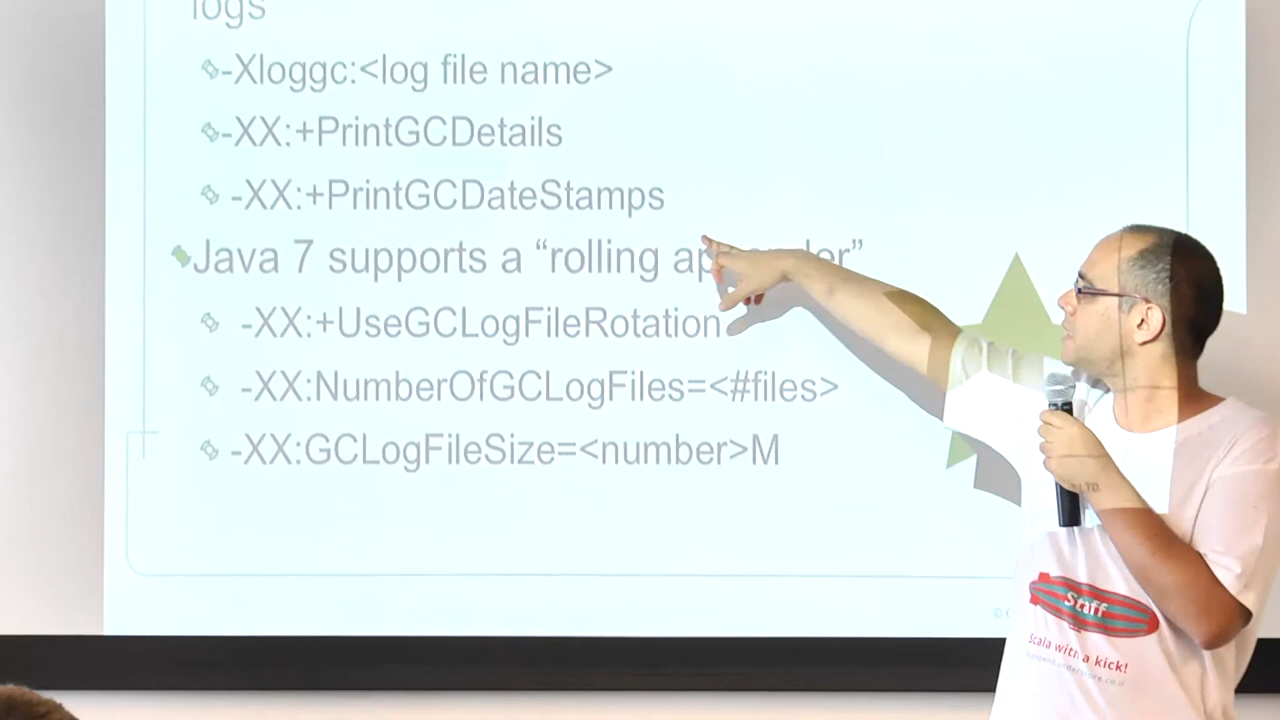 logs
-Xloggc:<log file name>
-XX:+PrintGCDetails
-XX:+PrintGCDateStamps
Java 7 supports a “rolling
-XX:+UseGCLogFileRotation
-XX:NumberOfGCLogFiles=<#files>
-XX:GCLogFileSize=<number>M
Staff
Scala with a kick!